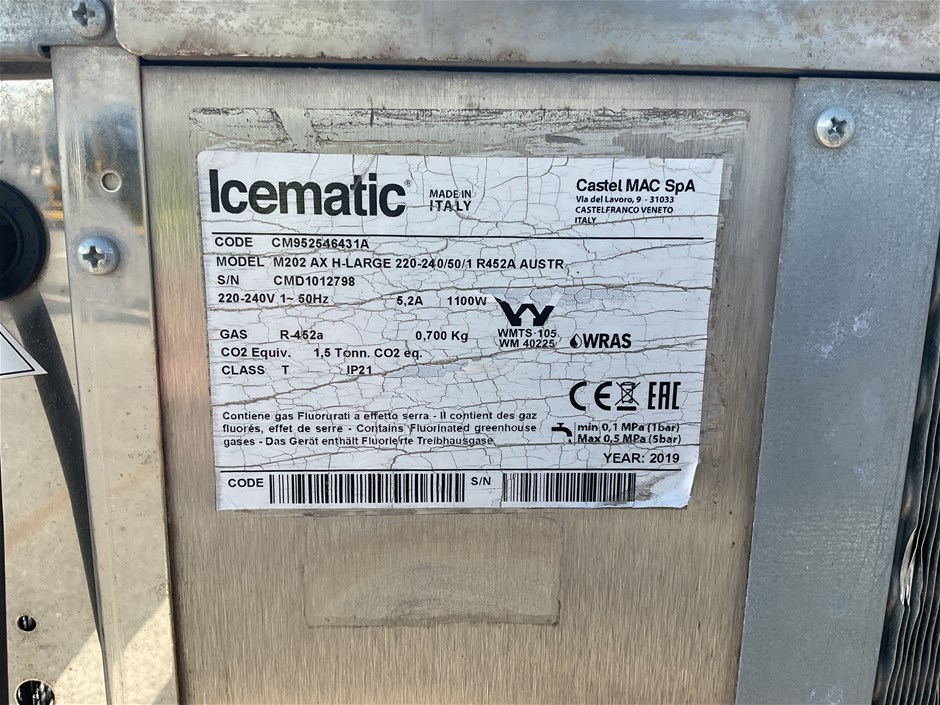 Icematic®
MADE IN
ITALY
Castel MAC SpA
Via del Lavoro, 9 - 31033
CASTELFRANCO VENETO
ITALY
CODE CM952546431A
MODEL M202 AX H-LARGE 220-240/50/1 R452A AUSTR
S/N CMD1012798
220-240V 1~ 50Hz 5,2A 1100W
GAS R-452a 0,700 Kg
WMTS-105
WM 40225
WRAS
CO2 Equiv. 1,5 Tonn. CO2 eq.
CLASS T IP21
CE EAC
Contiene gas Fluorurati a effetto serra - Il contient des gaz
fluorés, effet de serre - Contains Fluorinated greenhouse
gases - Das Gerät enthält Fluorierte Treibhausgase
min 0,1 MPa (1bar)
Max 0,5 MPa (5bar)
YEAR: 2019
CODE S/N